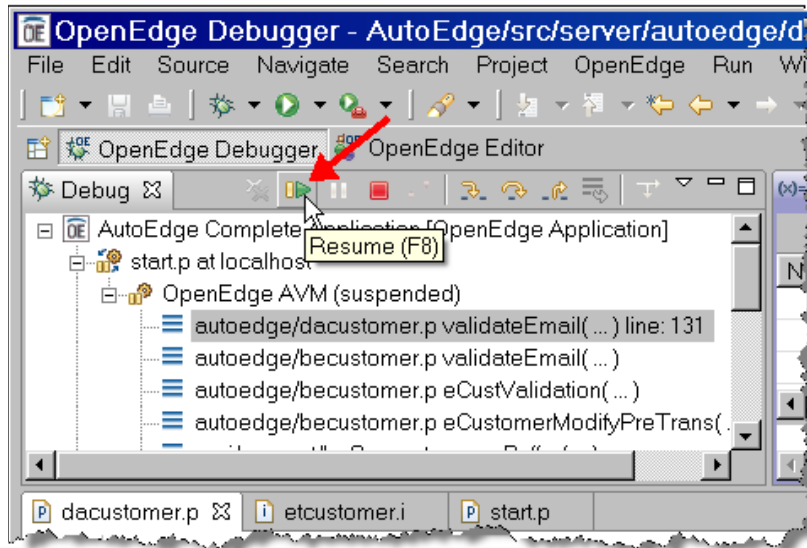 OE OpenEdge Debugger - AutoEdge/src/server/autoedge/d
File Edit Source Navigate Search Project OpenEdge Run Wi
OpenEdge Debugger OpenEdge Editor
Debug
(x)=
AutoEdge Complete Application [OpenEdge Application]
Resume (F8)
start.p at localhost
N
OpenEdge AVM (suspended)
autoedge/dacustomer.p validateEmail( ... ) line: 131
autoedge/becustomer.p validateEmail( ... )
autoedge/becustomer.p eCustValidation( ... )
autoedge/becustomer.p eCustomerModifyPreTrans( .
dacustomer.p etcustomer.i start.p